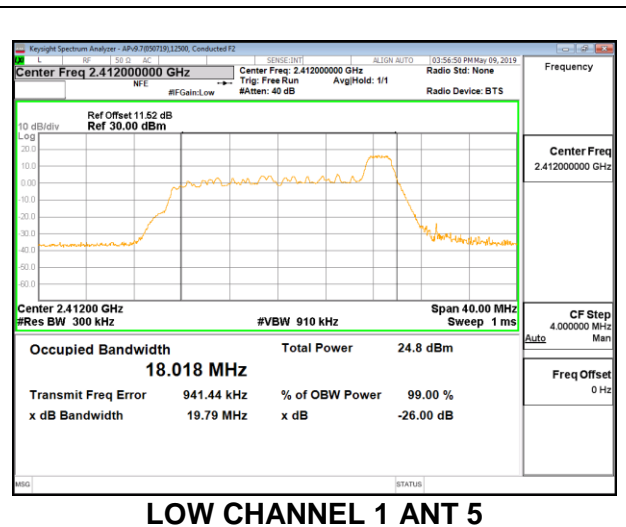 Keysight Spectrum Analyzer - APv9.7(050719),12500, Conducted F2
L RF 50 Ω AC SENSE:INT ALIGN AUTO 03:56:50 PM May 09, 2019
Center Freq 2.412000000 GHz
NFE
#IFGain:Low
Center Freq: 2.412000000 GHz
Trig: Free Run Avg|Hold: 1/1
#Atten: 40 dB
Radio Std: None
Radio Device: BTS
Frequency
Ref Offset 11.52 dB
10 dB/div Ref 30.00 dBm
Log
20.0
10.0
0.00
-10.0
-20.0
-30.0
-40.0
-50.0
-60.0
Center Freq
2.412000000 GHz
Center 2.41200 GHz Span 40.00 MHz
#Res BW 300 kHz #VBW 910 kHz Sweep 1 ms
CF Step
4.000000 MHz
Auto Man
Occupied Bandwidth Total Power 24.8 dBm
18.018 MHz
Transmit Freq Error 941.44 kHz % of OBW Power 99.00 %
x dB Bandwidth 19.79 MHz x dB -26.00 dB
Freq Offset
0 Hz
MSG STATUS
LOW CHANNEL 1 ANT 5